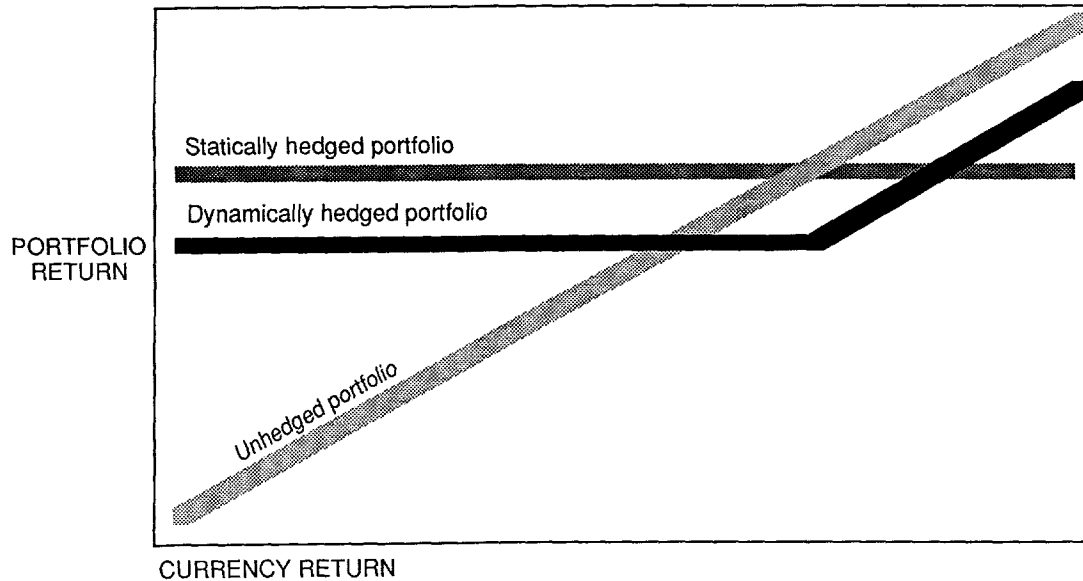 Statically hedged portfolio
Dynamically hedged portfolio
PORTFOLIO
RETURN
Unhedged portfolio
CURRENCY RETURN